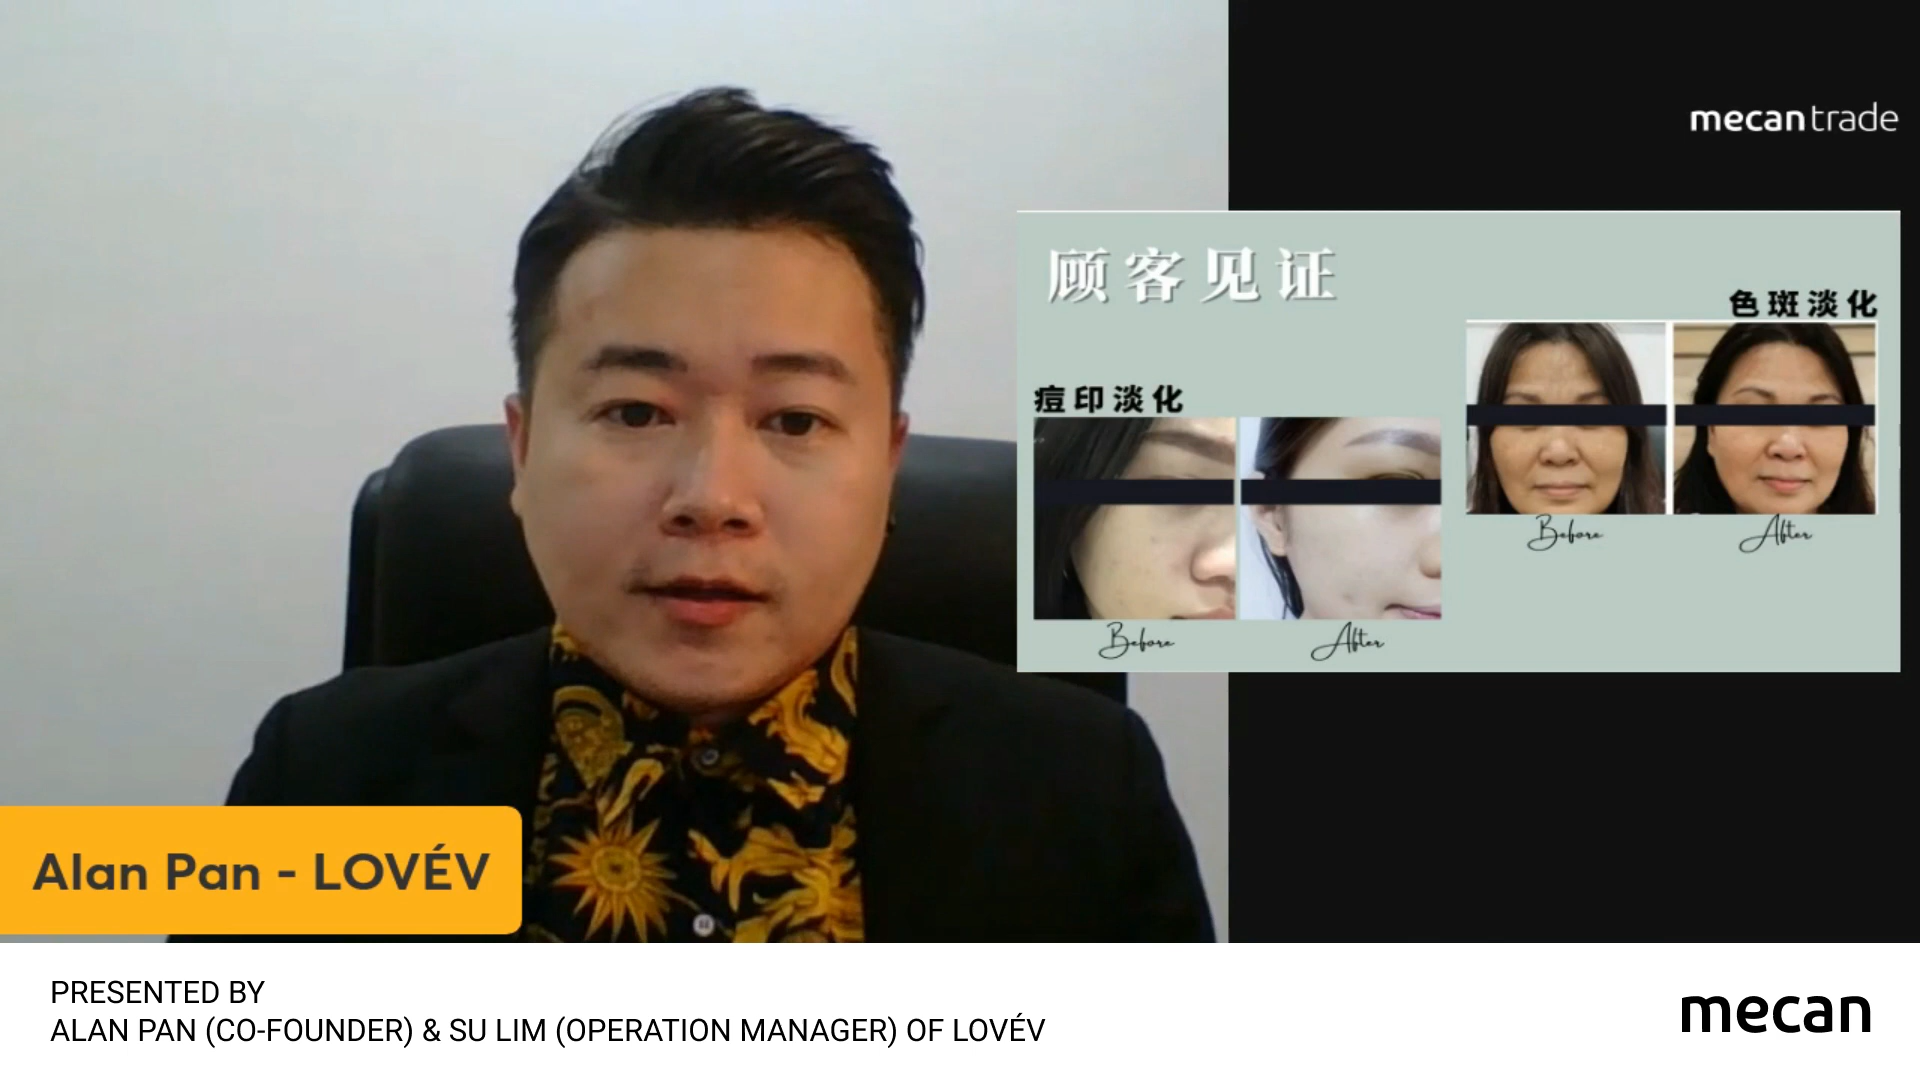 mecantrade
顾客见证
色斑淡化
痘印淡化
Before
After
Before
After
Alan Pan - LOVÉV
PRESENTED BY
ALAN PAN (CO-FOUNDER) & SU LIM (OPERATION MANAGER) OF LOVÉV
mecan